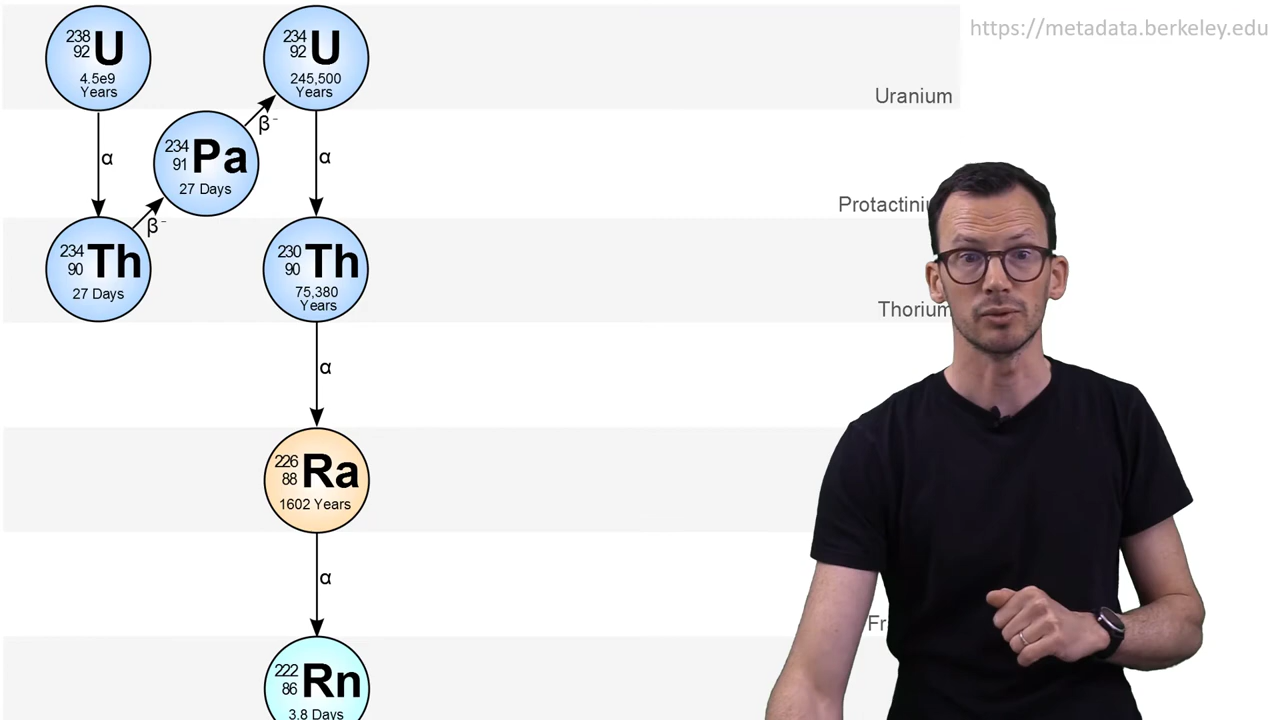 https://metadata.berkeley.edu
238
92 U
4.5e9
Years
234
92 U
245,500
Years
Uranium
β⁻
α
234
91 Pa
27 Days
α
Protactiniu
β⁻
234
90 Th
27 Days
230
90 Th
75,380
Years
Thorium
α
226
88 Ra
1602 Years
α
Fr
222
86 Rn
3.8 Days